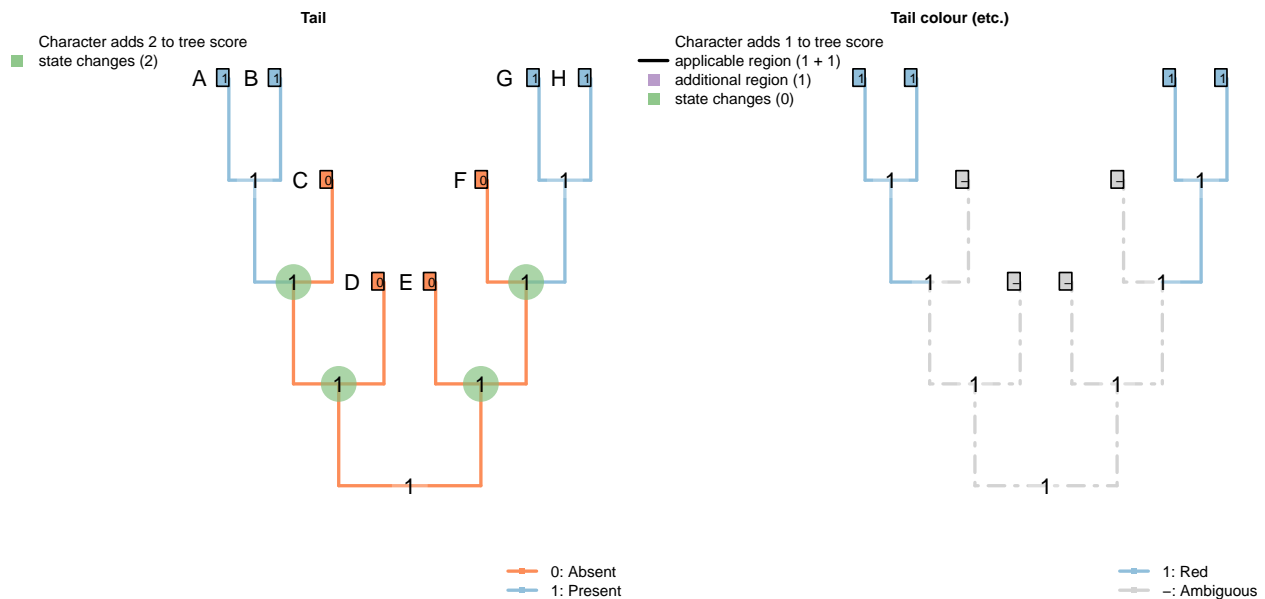 Tail
Character adds 2 to tree score
state changes (2)
A 1 B 1 G 1 H 1
1 C 0 F 0 1
1 D 0 E 0 1
1 1
1
0: Absent
1: Present
Tail colour (etc.)
Character adds 1 to tree score
applicable region (1 + 1)
additional region (1)
state changes (0)
1 1 1 1
1 – – 1
1 – – 1
1 1
1
1: Red
–: Ambiguous